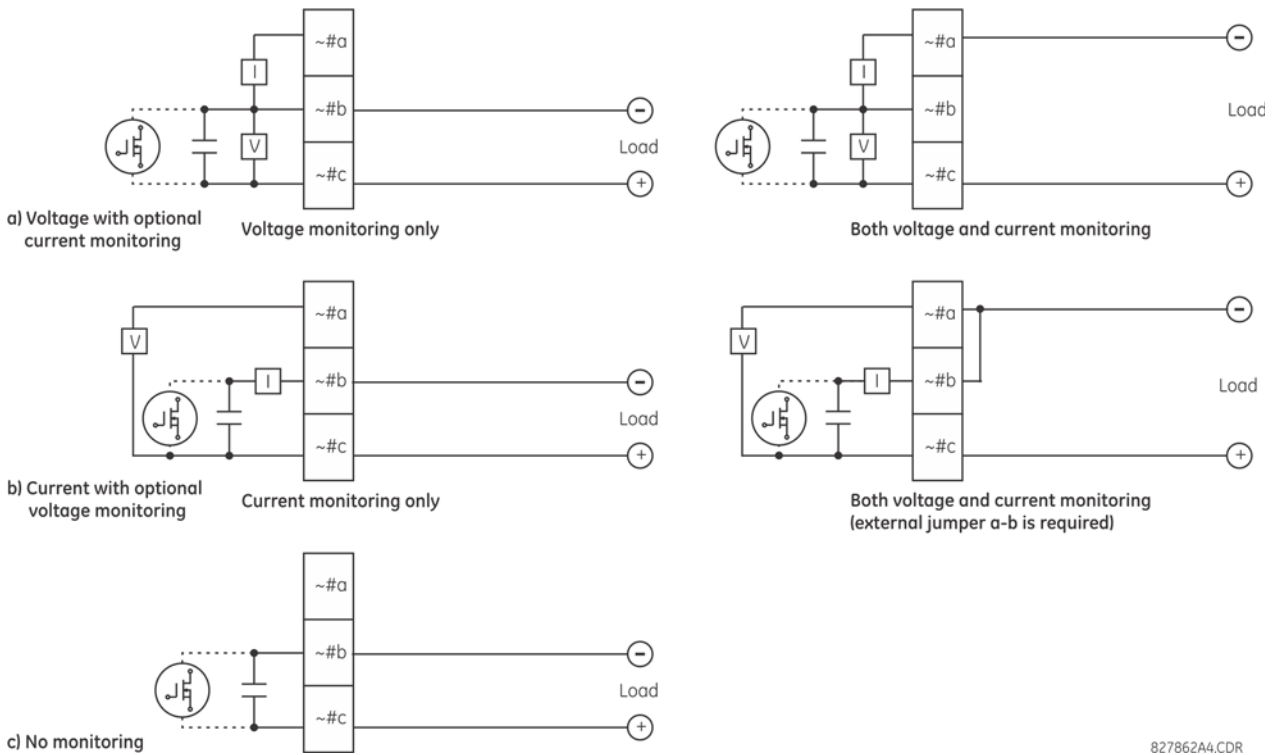 ~#a
I
~#b
−
V
Load
~#c
+
a) Voltage with optional
current monitoring
Voltage monitoring only
~#a
−
I
~#b
Load
V
~#c
+
Both voltage and current monitoring
~#a
V
I
~#b
−
Load
~#c
+
b) Current with optional
voltage monitoring
Current monitoring only
~#a
−
V
I
~#b
Load
~#c
+
Both voltage and current monitoring
(external jumper a-b is required)
~#a
~#b
−
Load
~#c
+
c) No monitoring
827862A4.CDR